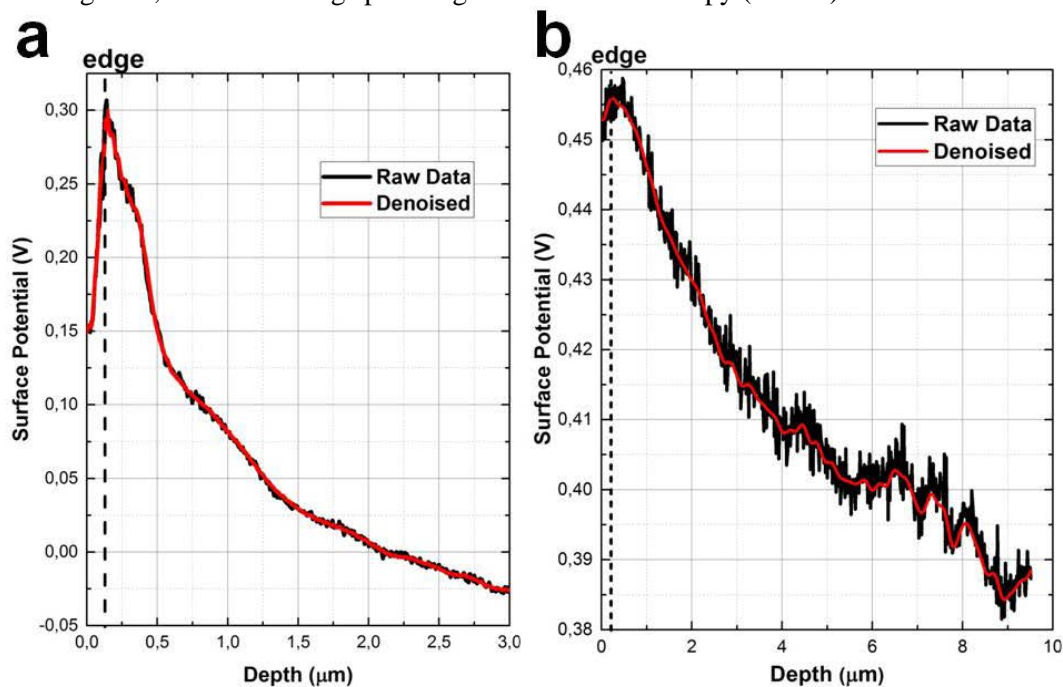 a
edge
0,30
0,25
0,20
0,15
0,10
0,05
0,00
-0,05
Surface Potential (V)
Raw Data
Denoised
0,0 0,5 1,0 1,5 2,0 2,5 3,0
Depth (μm)
b
edge
0.46
0.45
0.44
0.43
0.42
0.41
0.40
0.39
0.38
Surface Potential (V)
Raw Data
Denoised
0 2 4 6 8 10
Depth (μm)